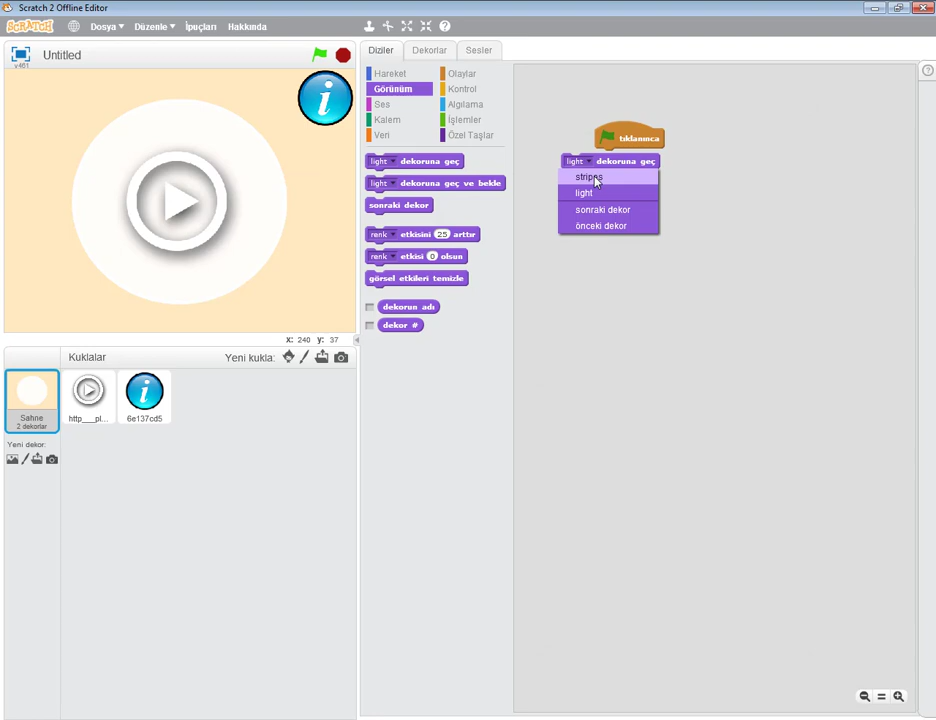 Scratch 2 Offline Editor
SCRATCH Dosya Düzenle İpuçları Hakkında
v461 Untitled
i
x: 240 y: 37
Kuklalar Yeni kukla:
Sahne
2 dekorlar
http___pl... 6e137cd5
Yeni dekor:
Diziler Dekorlar Sesler
Hareket Olaylar
Görünüm Kontrol
Ses Algılama
Kalem İşlemler
Veri Özel Taşlar
light dekoruna geç
light dekoruna geç ve bekle
sonraki dekor
renk etkisini 25 arttır
renk etkisi 0 olsun
görsel etkileri temizle
dekorun adı
dekor #
tıklanınca
light dekoruna geç
stripes
light
sonraki dekor
önceki dekor